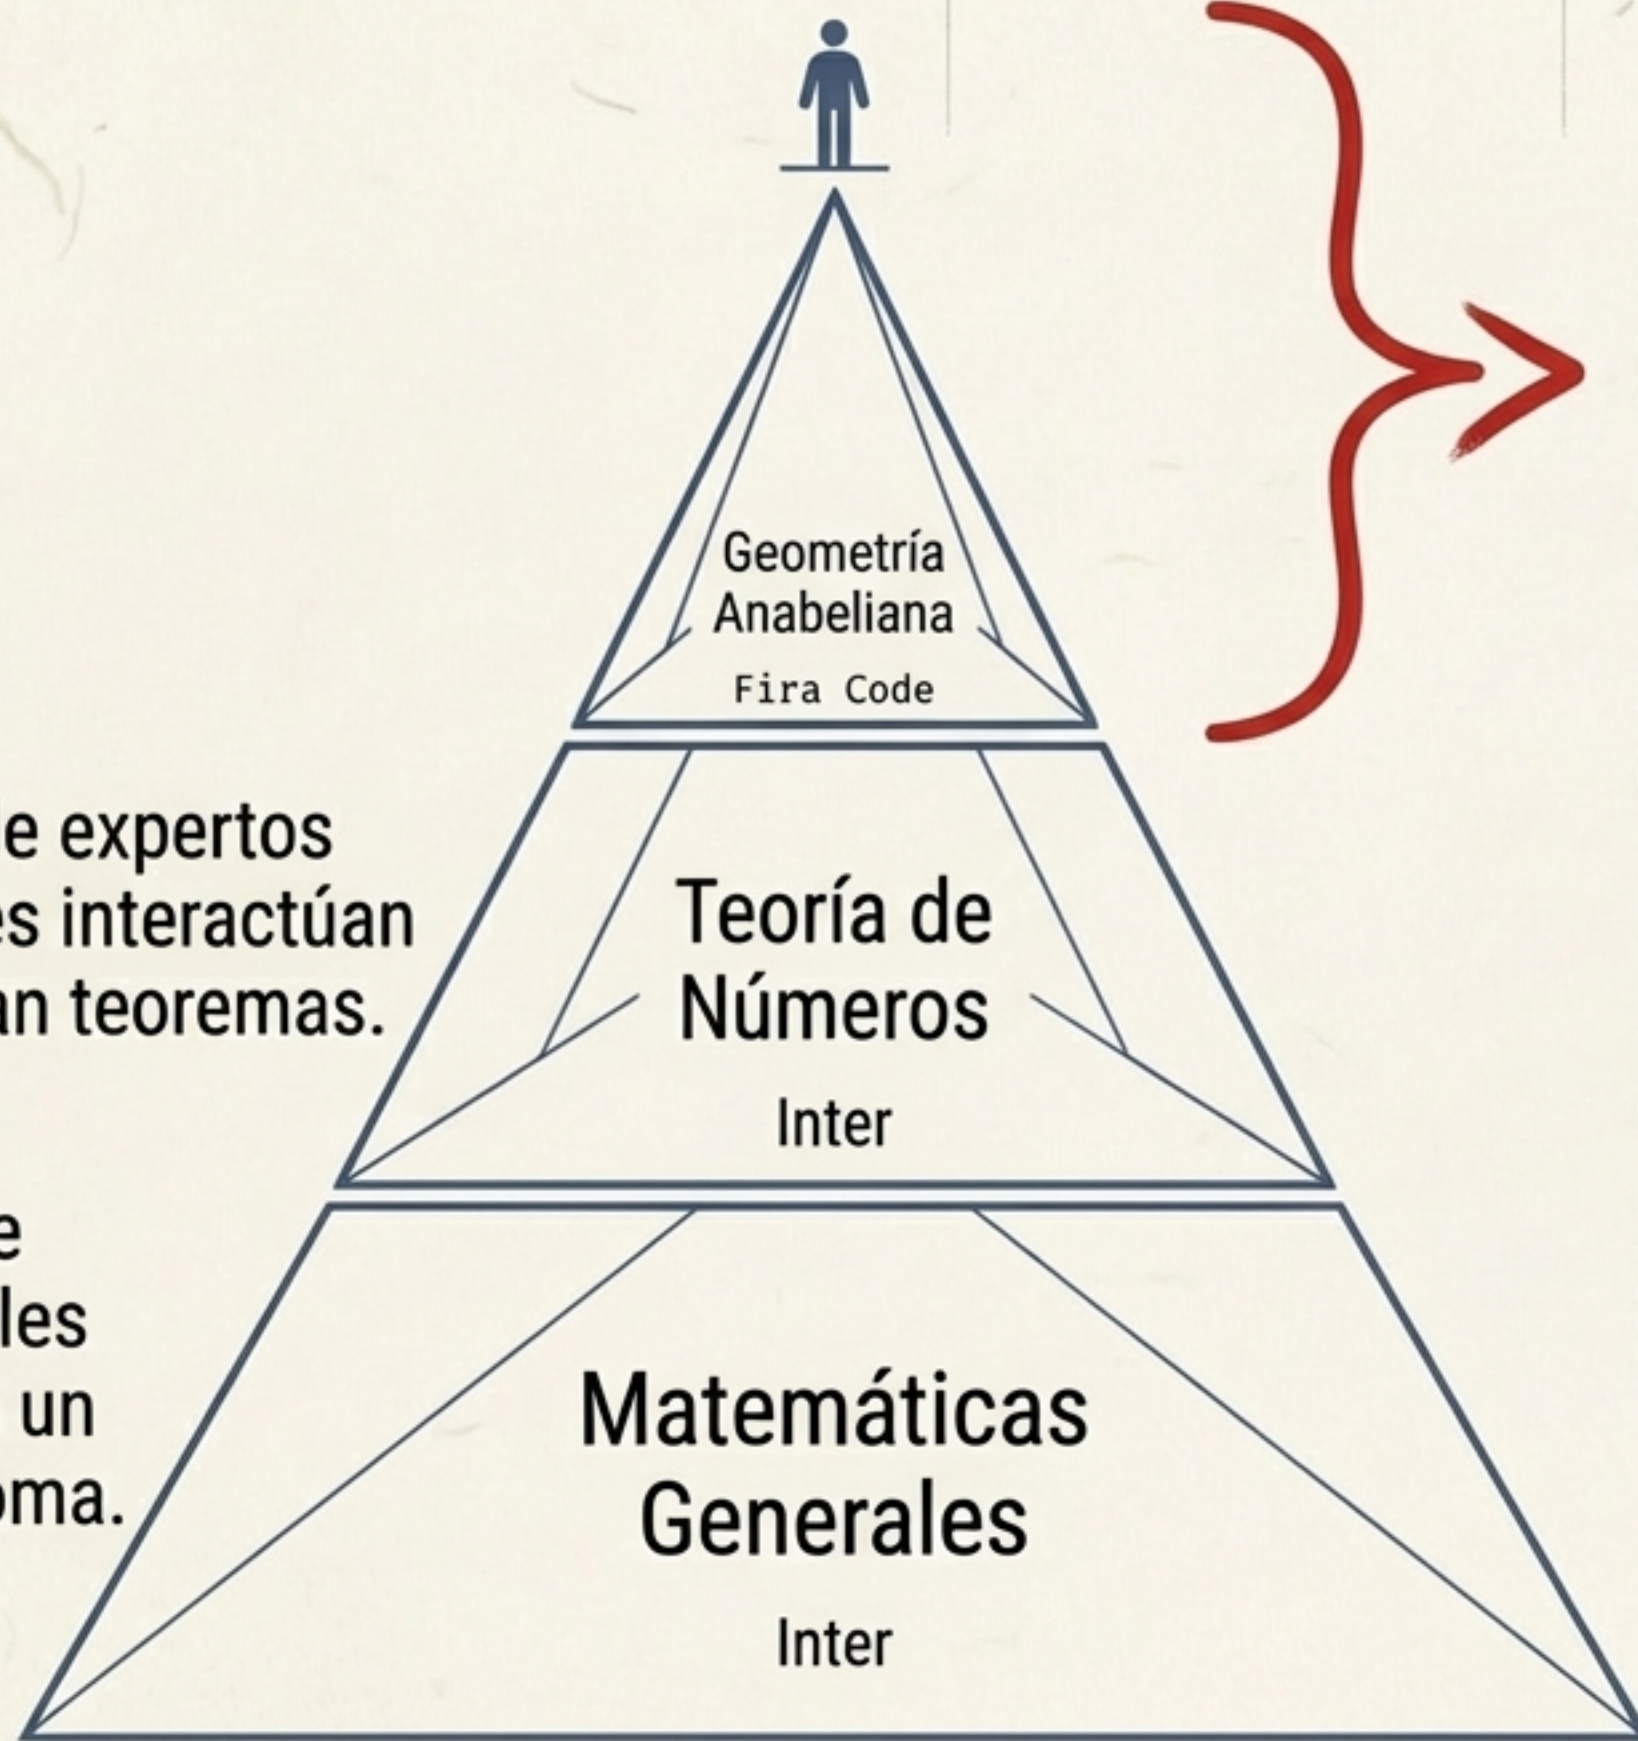 Geometría
Anabeliana
Fira Code
e expertos
es interactúan
an teoremas.
Teoría de
Números
Inter
e
les
un
oma.
Matemáticas
Generales
Inter